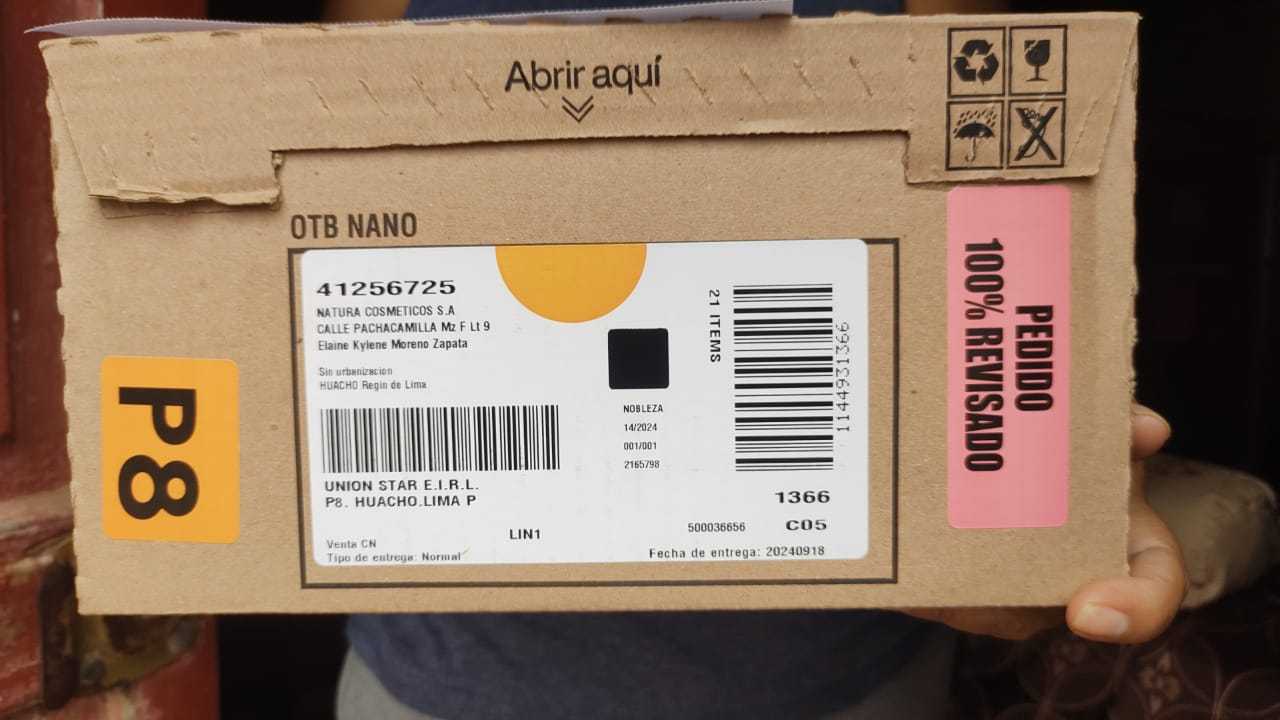 Abrir aquí
OTB NANO
41256725
NATURA COSMETICOS S.A
CALLE PACHACAMILLA Mz F Lt 9
Elaine Kylene Moreno Zapata
Sin urbanizacion
HUACHO Regin de Lima
UNION STAR E.I.R.L.
P8. HUACHO.LIMA P
LIN1
Venta CN
Tipo de entrega: Normal
NOBLEZA
14/2024
001/001
2165798
21 ITEMS
1144931366
1366
500036656 C05
Fecha de entrega: 20240918
P8
PEDIDO
100% REVISADO